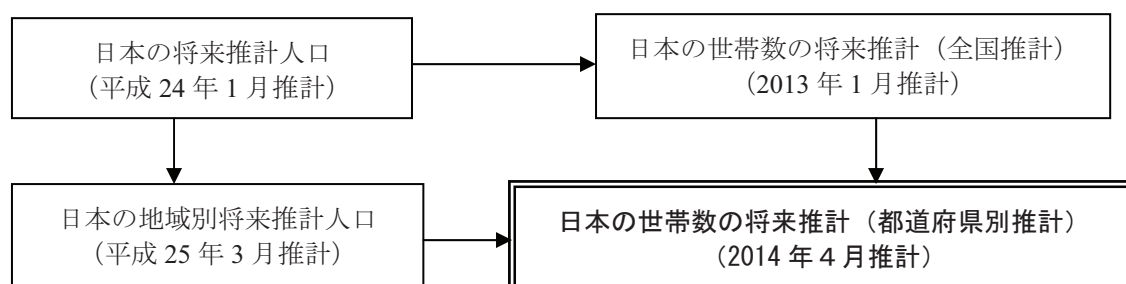 日本の将来推計人口
（平成 24 年 1 月推計）
日本の世帯数の将来推計（全国推計）
（2013 年 1 月推計）
日本の地域別将来推計人口
（平成 25 年 3 月推計）
日本の世帯数の将来推計（都道府県別推計）
（2014 年４月推計）